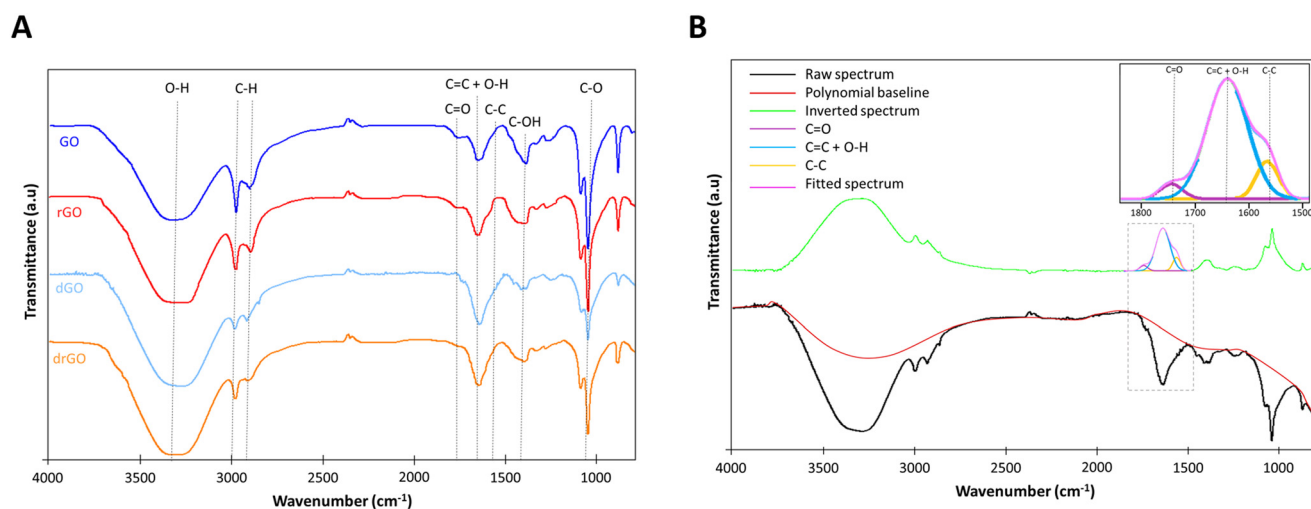 A
O-H
C-H
C=C + O-H
C=O
C-C
C-OH
C-O
GO
rGO
dGO
drGO
Transmittance (a.u)
4000 3500 3000 2500 2000 1500 1000
Wavenumber (cm⁻¹)
B
Raw spectrum
Polynomial baseline
Inverted spectrum
C=O
C=C + O-H
C-C
Fitted spectrum
C=O
C=C + O-H
C-C
1800 1700 1600 1500
Transmittance (a.u)
4000 3500 3000 2500 2000 1500 1000
Wavenumber (cm⁻¹)